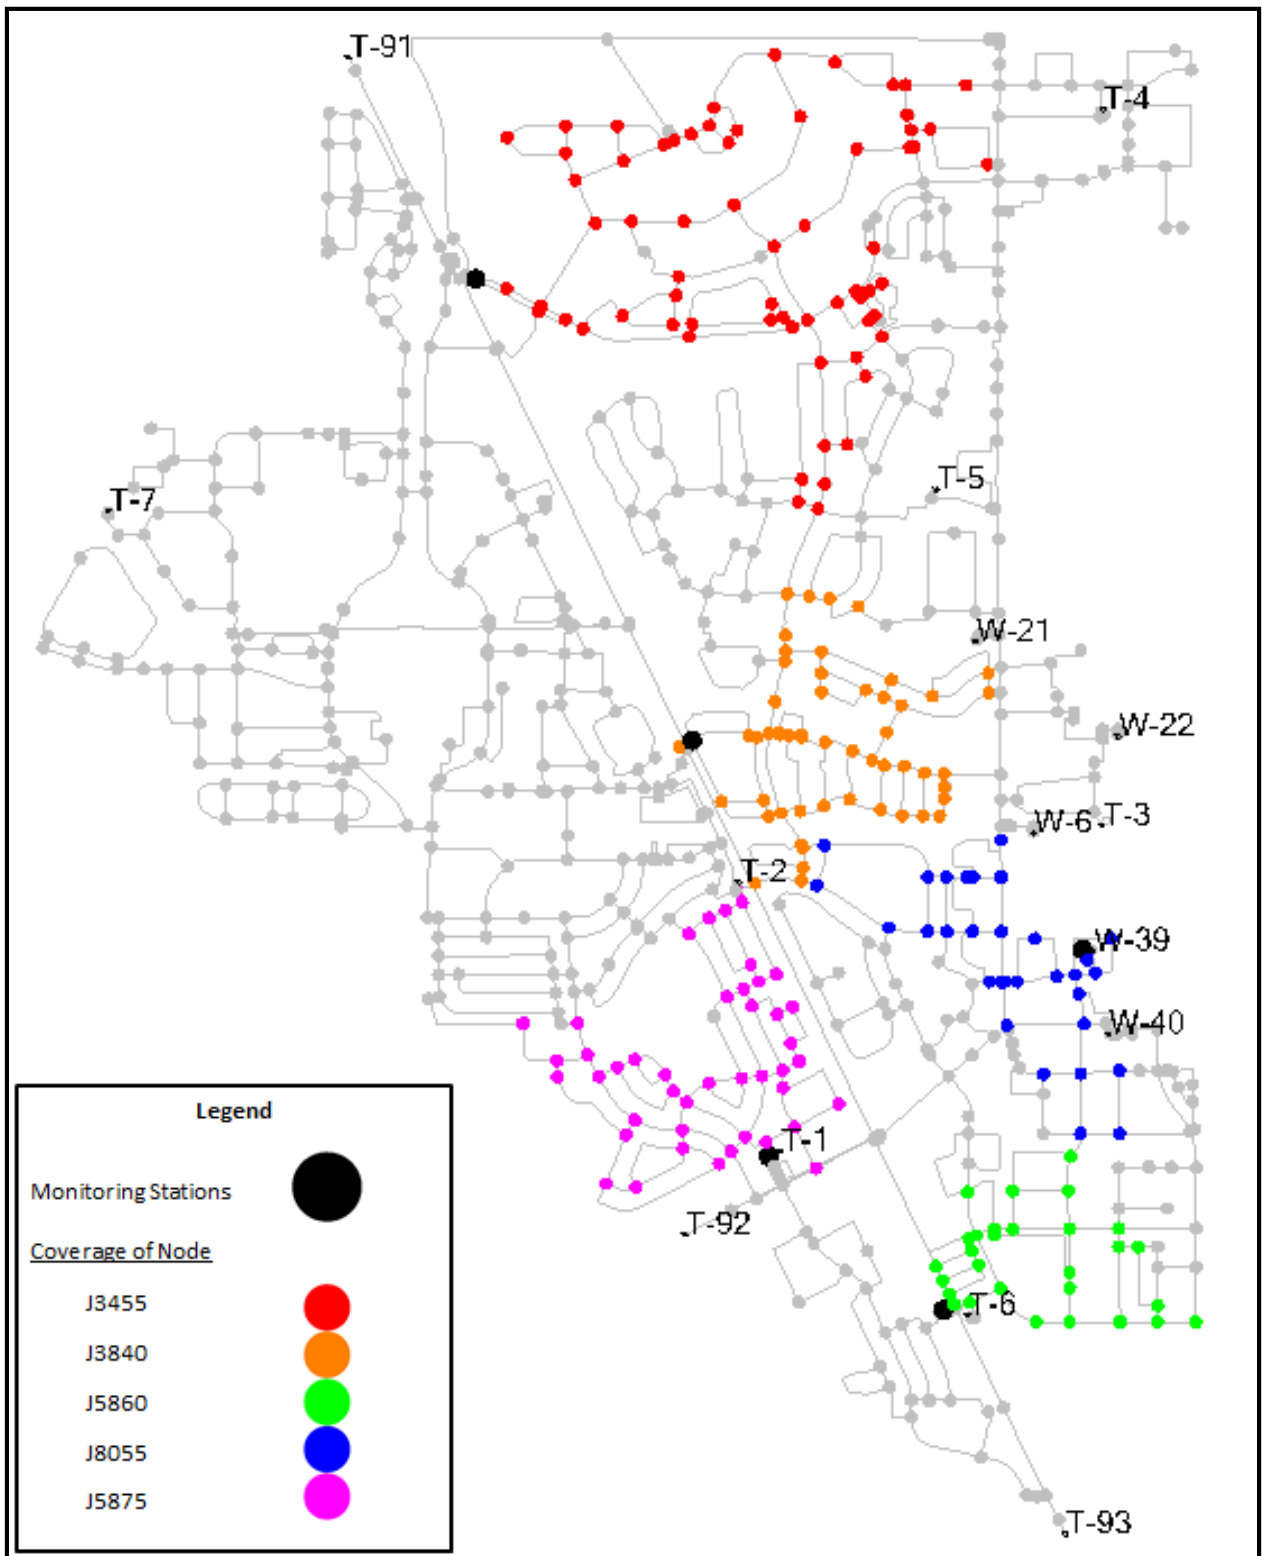 T-91
T-4
T-7
T-5
W-21
W-22
W-6
T-3
T-2
W-39
W-40
T-1
T-92
T-6
T-93
Legend
Monitoring Stations
Coverage of Node
J3455
J3840
J5860
J8055
J5875